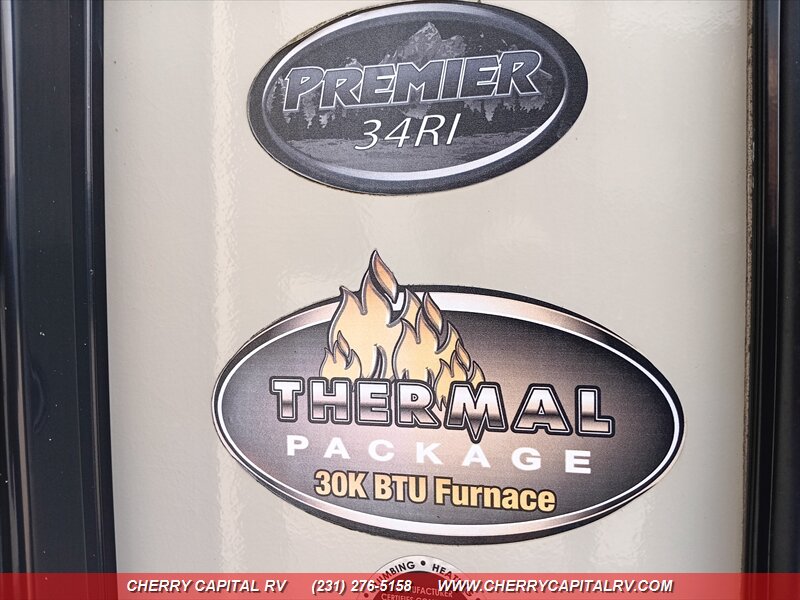 PREMIER
34RI
THERMAL
PACKAGE
30K BTU Furnace
CHERRY CAPITAL RV (231) 276-5158 WWW.CHERRYCAPITALRV.COM